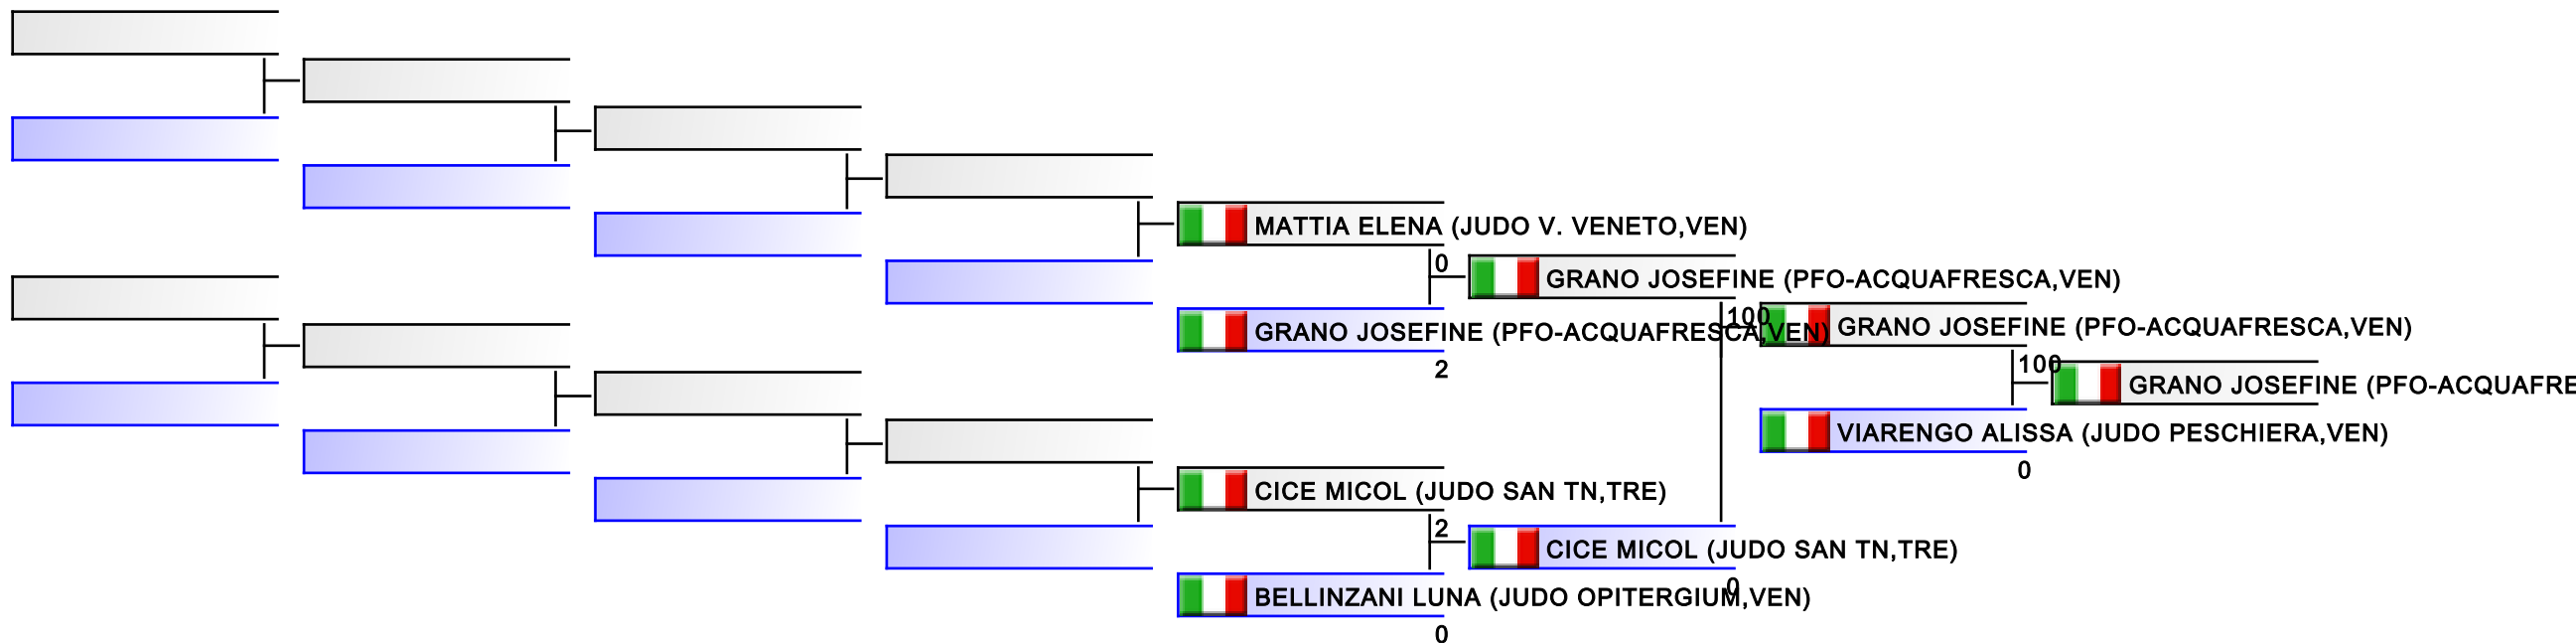 MATTIA ELENA (JUDO V. VENETO,VEN)
0
GRANO JOSEFINE (PFO-ACQUAFRESCA,VEN)
GRANO JOSEFINE (PFO-ACQUAFRESCA,VEN)
2
100
GRANO JOSEFINE (PFO-ACQUAFRESCA,VEN)
100
GRANO JOSEFINE (PFO-ACQUAFRE
VIARENGO ALISSA (JUDO PESCHIERA,VEN)
0
CICE MICOL (JUDO SAN TN,TRE)
2
CICE MICOL (JUDO SAN TN,TRE)
0
BELLINZANI LUNA (JUDO OPITERGIUM,VEN)
0